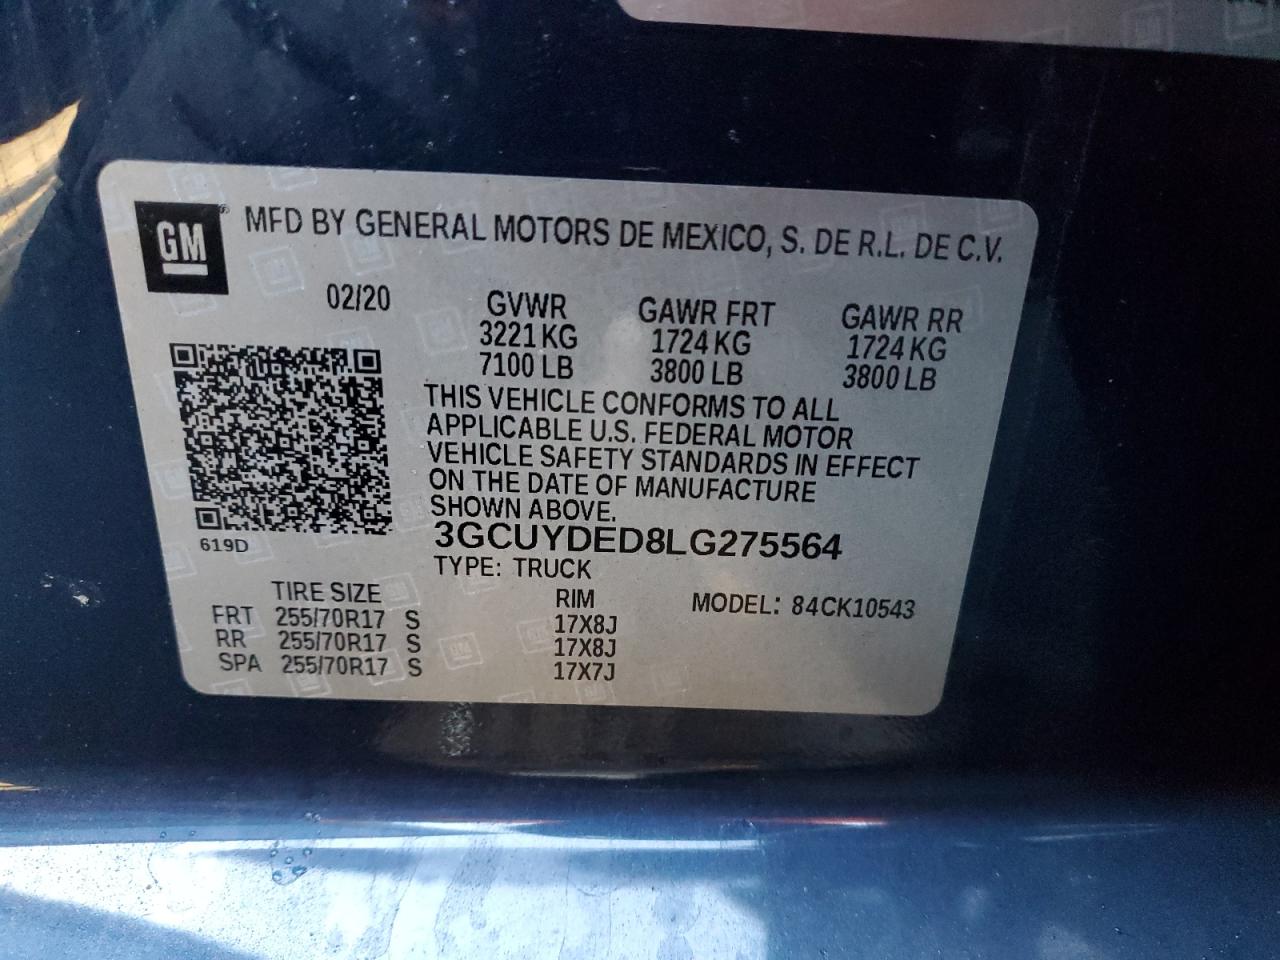 GM
MFD BY GENERAL MOTORS DE MEXICO, S. DE R.L. DE C.V.
02/20
GVWR GAWR FRT GAWR RR
3221 KG 1724 KG 1724 KG
7100 LB 3800 LB 3800 LB
THIS VEHICLE CONFORMS TO ALL
APPLICABLE U.S. FEDERAL MOTOR
VEHICLE SAFETY STANDARDS IN EFFECT
ON THE DATE OF MANUFACTURE
SHOWN ABOVE.
619D
3GCUYDED8LG275564
TYPE: TRUCK
TIRE SIZE RIM MODEL: 84CK10543
FRT 255/70R17 S 17X8J
RR 255/70R17 S 17X8J
SPA 255/70R17 S 17X7J